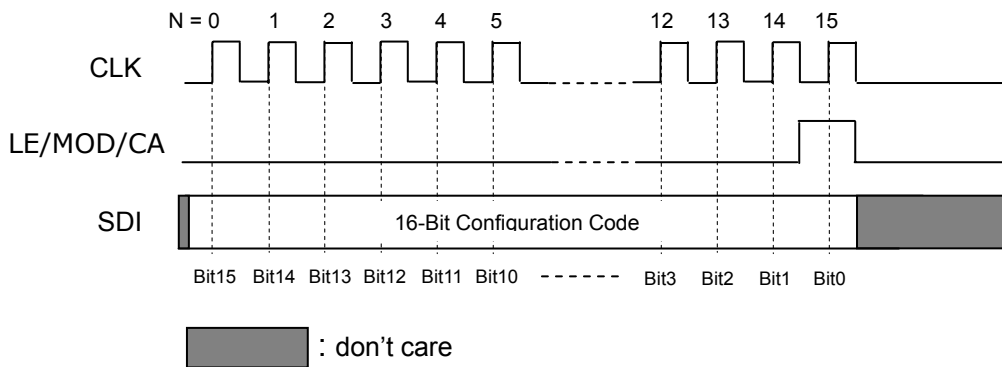 N = 0 1 2 3 4 5 12 13 14 15
CLK
LE/MOD/CA
SDI 16-Bit Configuration Code
Bit15 Bit14 Bit13 Bit12 Bit11 Bit10 Bit3 Bit2 Bit1 Bit0
: don't care